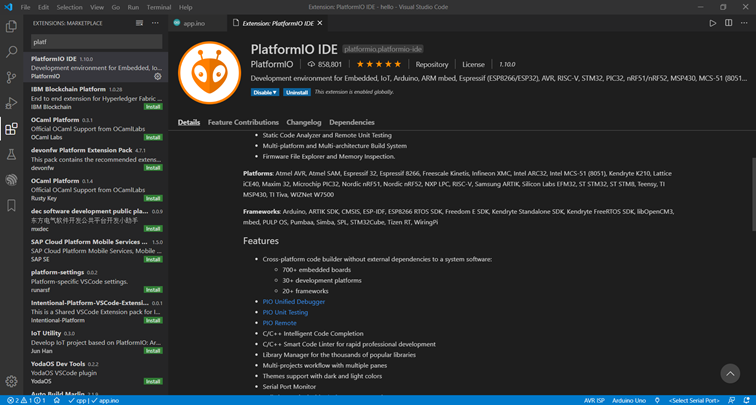 File Edit Selection View Go Run Terminal Help
Extension: PlatformIO IDE - hello - Visual Studio Code
EXTENSIONS: MARKETPLACE
platf
PlatformIO IDE 1.10.0
Development environment for Embedded, Io...
PlatformIO
IBM Blockchain Platform 1.0.28
End to end extension for Hyperledger Fabric ...
IBM Blockchain Install
OCaml Platform 0.3.1
Official OCaml Support from OCamlLabs
OCaml Labs Install
devonfw Platform Extension Pack 4.7.1
This pack contains the recommended extens...
devonfw Install
OCaml Platform 0.1.4
Official OCaml Support from OCamlLabs
Rusty Key Install
dec software development public pla... 0.0.9
东方电气软件开发公共平台开发小助手
mxdec Install
SAP Cloud Platform Mobile Services ... 1.5.0
SAP Cloud Platform Mobile Services, Mobile ...
SAP SE Install
platform-settings 0.0.2
Platform-specific VSCode settings.
runarsf Install
Intentional-Platform-VSCode-Exten... 0.0.1
This is a Shared VSCode Extension pack for I...
Intentional-Platform Install
IoT Utility 0.3.0
Develop IoT project based on PlatformIO: Ar...
Jun Han Install
YodaOS Dev Tools 0.2.2
YodaOS VSCode plugin
YodaOS Install
Auto Build Marlin 2.1.9
app.ino
Extension: PlatformIO IDE
PlatformIO IDE platformio.platformio-ide
PlatformIO 858,801 Repository License 1.10.0
Development environment for Embedded, IoT, Arduino, ARM mbed, Espressif (ESP8266/ESP32), AVR, RISC-V, STM32, PIC32, nRF51/nRF52, MSP430, MCS-51 (8051...
Disable Uninstall This extension is enabled globally.
Details Feature Contributions Changelog Dependencies
Static Code Analyzer and Remote Unit Testing
Multi-platform and Multi-architecture Build System
Firmware File Explorer and Memory Inspection.
Platforms: Atmel AVR, Atmel SAM, Espressif 32, Espressif 8266, Freescale Kinetis, Infineon XMC, Intel ARC32, Intel MCS-51 (8051), Kendryte K210, Lattice
iCE40, Maxim 32, Microchip PIC32, Nordic nRF51, Nordic nRF52, NXP LPC, RISC-V, Samsung ARTIK, Silicon Labs EFM32, ST STM32, ST STM8, Teensy, TI
MSP430, TI Tiva, WIZNet W7500
Frameworks: Arduino, ARTIK SDK, CMSIS, ESP-IDF, ESP8266 RTOS SDK, Freedom E SDK, Kendryte Standalone SDK, Kendryte FreeRTOS SDK, libOpenCM3,
mbed, PULP OS, Pumbaa, Simba, SPL, STM32Cube, Tizen RT, WiringPi
Features
Cross-platform code builder without external dependencies to a system software:
700+ embedded boards
30+ development platforms
20+ frameworks
PIO Unified Debugger
PIO Unit Testing
PIO Remote
C/C++ Intelligent Code Completion
C/C++ Smart Code Linter for rapid professional development
Library Manager for the thousands of popular libraries
Multi-projects workflow with multiple panes
Themes support with dark and light colors
Serial Port Monitor
2 1 1 cpp | app.ino AVR ISP Arduino Uno <Select Serial Port>